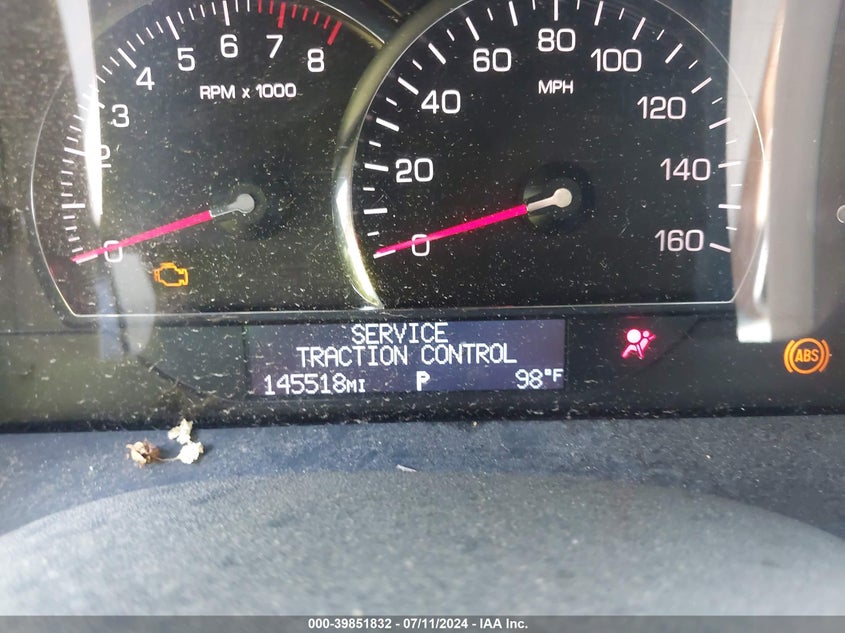 0 1 2 3 4 5 6 7 8
RPM x 1000
0 20 40 60 80 100 120 140 160
MPH
SERVICE
TRACTION CONTROL
145518MI P 98°F
ABS
000-39851832 - 07/11/2024 - IAA Inc.